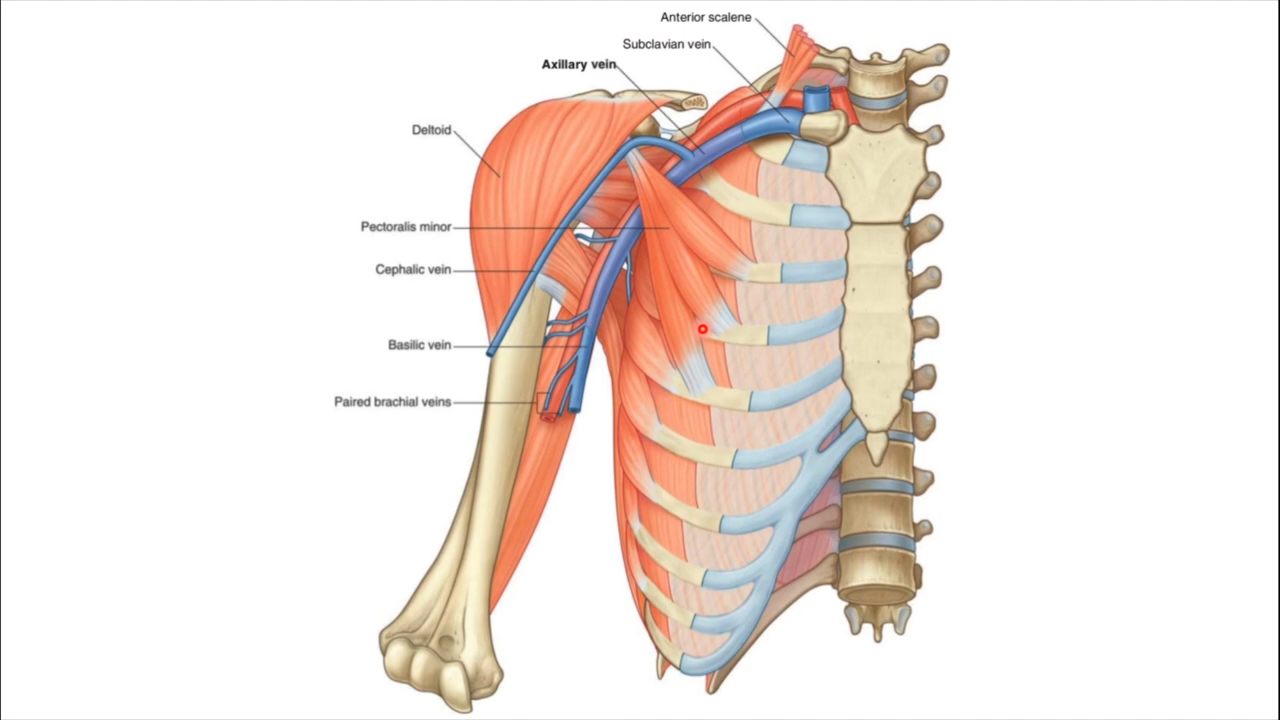 Anterior scalene
Subclavian vein
Axillary vein
Deltoid
Pectoralis minor
Cephalic vein
Basilic vein
Paired brachial veins